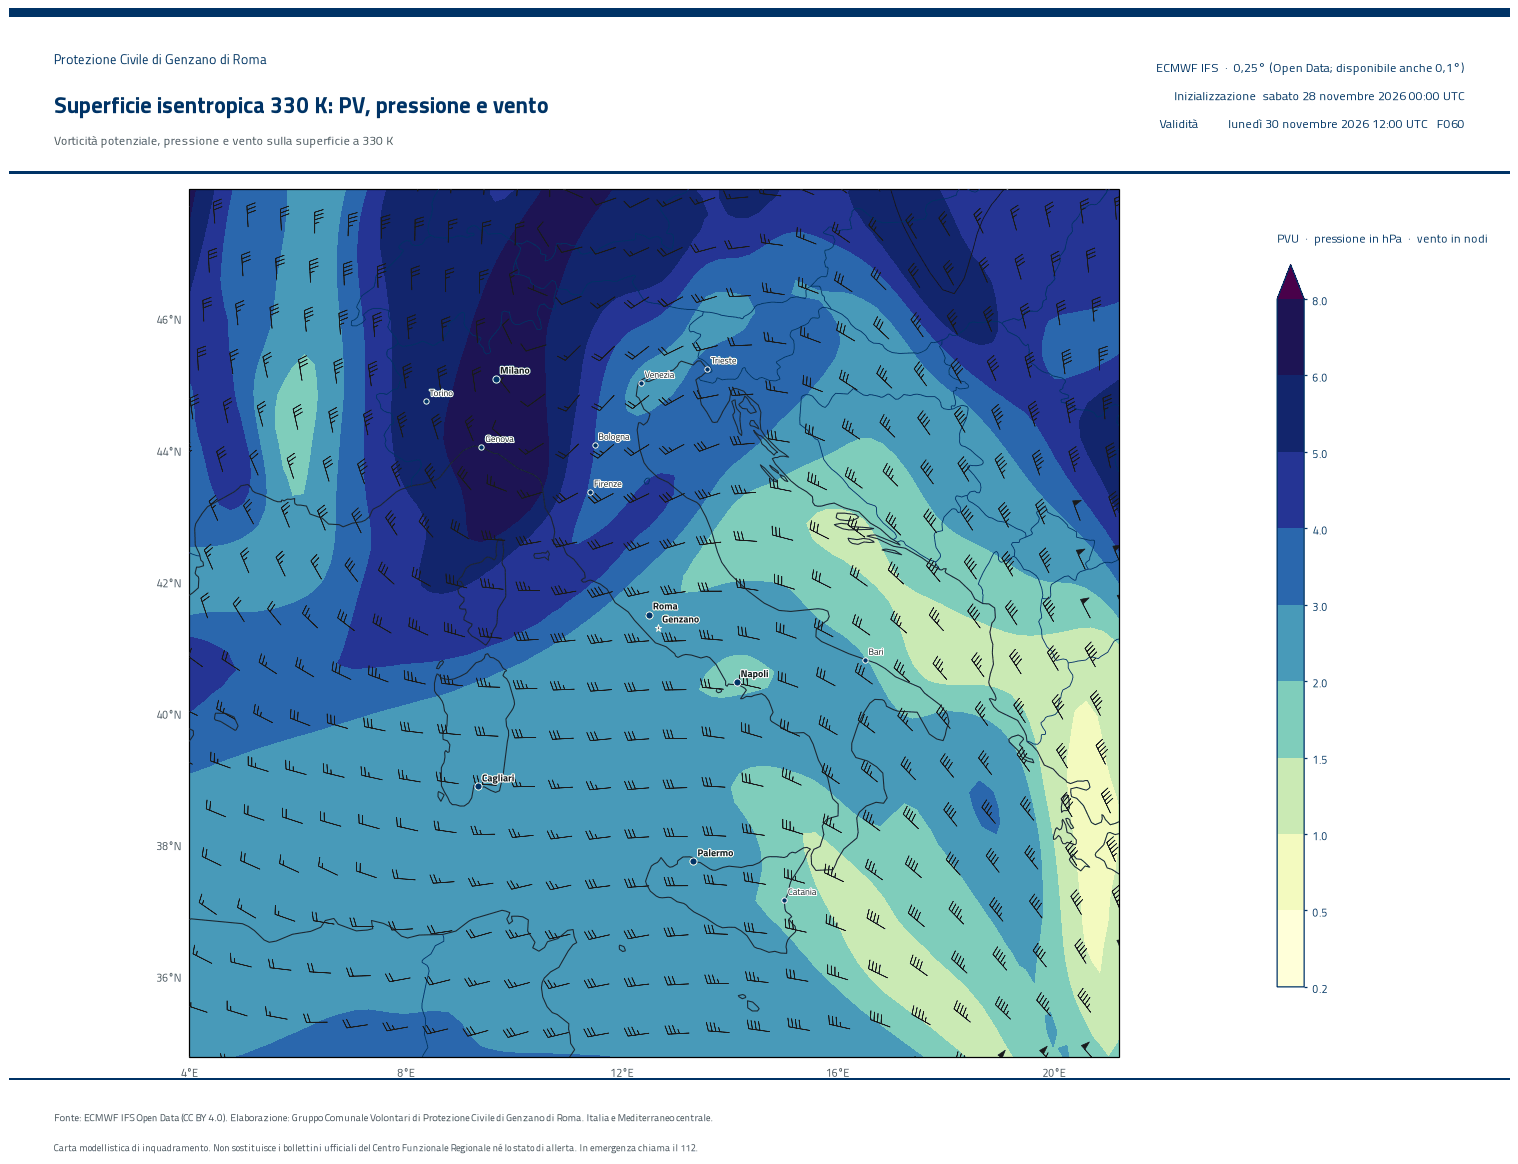 Protezione Civile di Genzano di Roma
Superficie isentropica 330 K: PV, pressione e vento
Vorticità potenziale, pressione e vento sulla superficie a 330 K
ECMWF IFS · 0,25° (Open Data; disponibile anche 0,1°)
Inizializzazione sabato 28 novembre 2026 00:00 UTC
Validità lunedì 30 novembre 2026 12:00 UTC F060
PVU · pressione in hPa · vento in nodi
8.0
6.0
5.0
4.0
3.0
2.0
1.5
1.0
0.5
0.2
46°N
44°N
42°N
40°N
38°N
36°N
4°E
8°E
12°E
16°E
20°E
Trieste
Venezia
Milano
Torino
Genova
Bologna
Firenze
Roma
Genzano
Bari
Napoli
Cagliari
Palermo
Catania
Fonte: ECMWF IFS Open Data (CC BY 4.0). Elaborazione: Gruppo Comunale Volontari di Protezione Civile di Genzano di Roma. Italia e Mediterraneo centrale.
Carta modellistica di inquadramento. Non sostituisce i bollettini ufficiali del Centro Funzionale Regionale né lo stato di allerta. In emergenza chiama il 112.